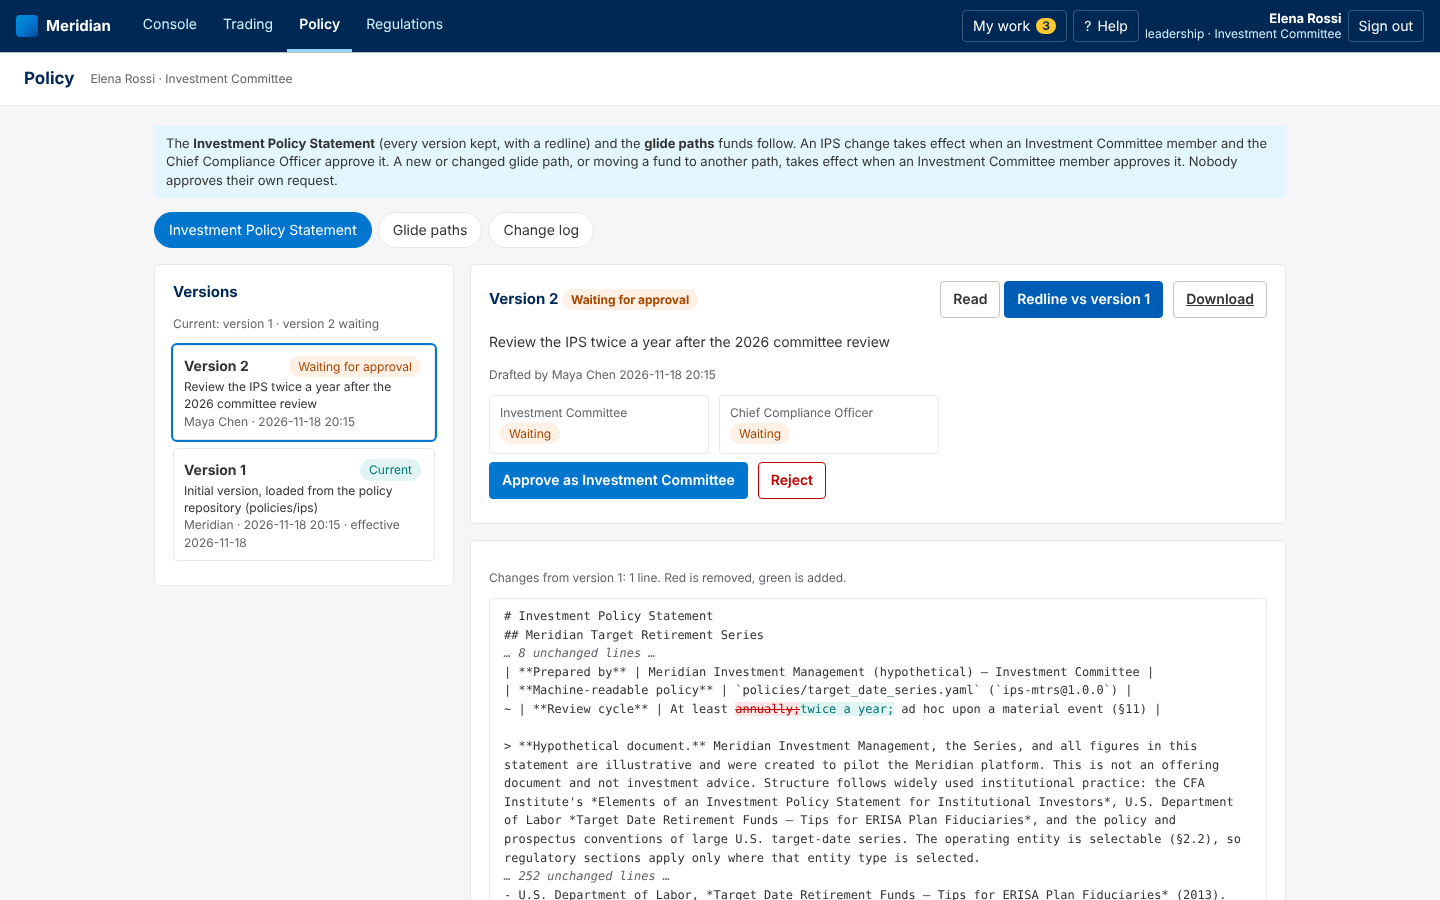 Meridian
Console
Trading
Policy
Regulations
My work 3
? Help
Elena Rossi
leadership · Investment Committee
Sign out
Policy
Elena Rossi · Investment Committee
The Investment Policy Statement (every version kept, with a redline) and the glide paths funds follow. An IPS change takes effect when an Investment Committee member and the
Chief Compliance Officer approve it. A new or changed glide path, or moving a fund to another path, takes effect when an Investment Committee member approves it. Nobody
approves their own request.
Investment Policy Statement
Glide paths
Change log
Versions
Current: version 1 · version 2 waiting
Version 2
Waiting for approval
Review the IPS twice a year after the
2026 committee review
Maya Chen · 2026-11-18 20:15
Version 1
Current
Initial version, loaded from the policy
repository (policies/ips)
Meridian · 2026-11-18 20:15 · effective
2026-11-18
Version 2 Waiting for approval
Read
Redline vs version 1
Download
Review the IPS twice a year after the 2026 committee review
Drafted by Maya Chen 2026-11-18 20:15
Investment Committee
Waiting
Chief Compliance Officer
Waiting
Approve as Investment Committee
Reject
Changes from version 1: 1 line. Red is removed, green is added.
# Investment Policy Statement
## Meridian Target Retirement Series
… 8 unchanged lines …
| **Prepared by** | Meridian Investment Management (hypothetical) — Investment Committee |
| **Machine-readable policy** | `policies/target_date_series.yaml` (`ips-mtrs@1.0.0`) |
~ | **Review cycle** | At least annually;twice a year; ad hoc upon a material event (§11) |
> **Hypothetical document.** Meridian Investment Management, the Series, and all figures in this
statement are illustrative and were created to pilot the Meridian platform. This is not an offering
document and not investment advice. Structure follows widely used institutional practice: the CFA
Institute's *Elements of an Investment Policy Statement for Institutional Investors*, U.S. Department
of Labor *Target Date Retirement Funds — Tips for ERISA Plan Fiduciaries*, and the policy and
prospectus conventions of large U.S. target-date series. The operating entity is selectable (§2.2), so
regulatory sections apply only where that entity type is selected.
… 252 unchanged lines …
- U.S. Department of Labor, *Target Date Retirement Funds — Tips for ERISA Plan Fiduciaries* (2013).